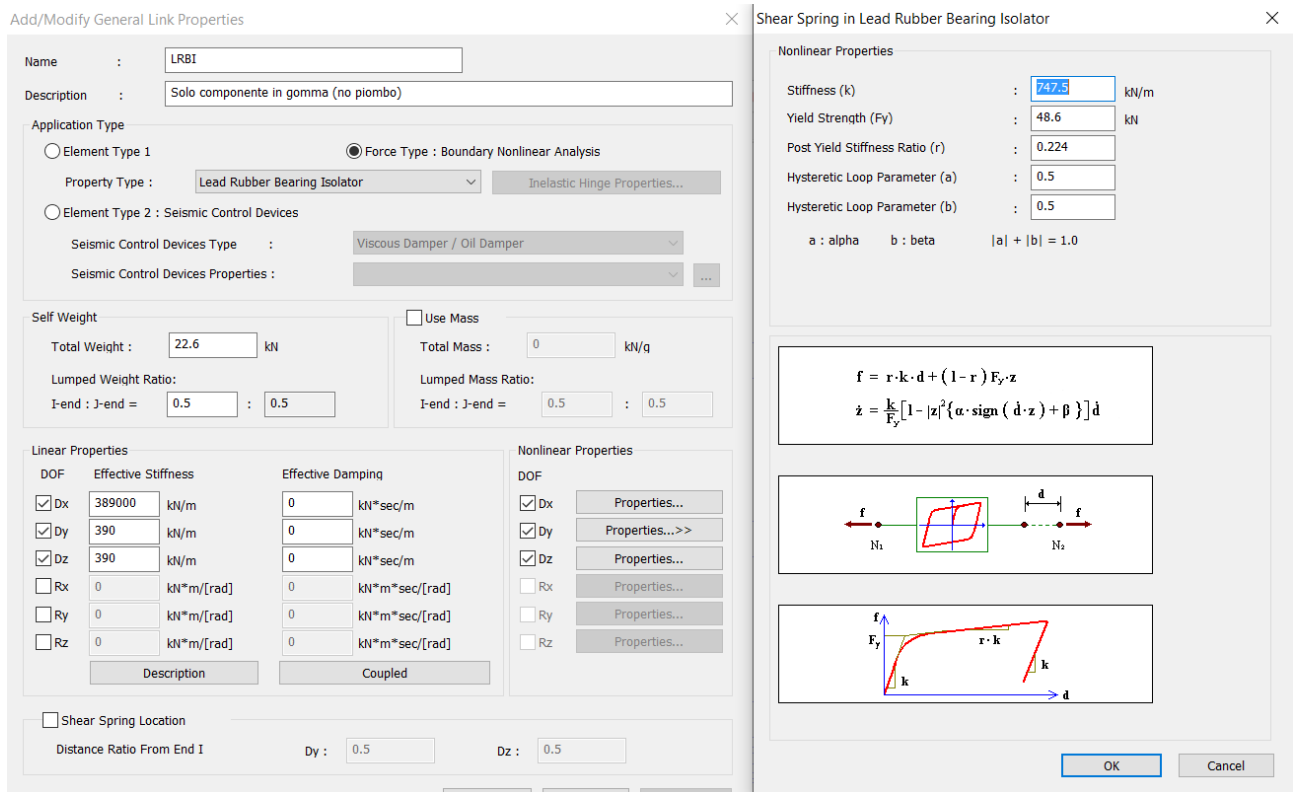 Add/Modify General Link Properties
Name : LRBI
Description : Solo componente in gomma (no piombo)
Application Type
Element Type 1 Force Type : Boundary Nonlinear Analysis
Property Type : Lead Rubber Bearing Isolator Inelastic Hinge Properties...
Element Type 2 : Seismic Control Devices
Seismic Control Devices Type : Viscous Damper / Oil Damper
Seismic Control Devices Properties : ...
Self Weight
Total Weight : 22.6 kN
Lumped Weight Ratio:
I-end : J-end = 0.5 : 0.5
Use Mass
Total Mass : 0 kN/g
Lumped Mass Ratio:
I-end : J-end = 0.5 : 0.5
Linear Properties
DOF Effective Stiffness Effective Damping
Dx 389000 kN/m 0 kN*sec/m
Dy 390 kN/m 0 kN*sec/m
Dz 390 kN/m 0 kN*sec/m
Rx 0 kN*m/[rad] 0 kN*m*sec/[rad]
Ry 0 kN*m/[rad] 0 kN*m*sec/[rad]
Rz 0 kN*m/[rad] 0 kN*m*sec/[rad]
Description Coupled
Nonlinear Properties
DOF
Dx Properties...
Dy Properties...>>
Dz Properties...
Rx Properties...
Ry Properties...
Rz Properties...
Shear Spring Location
Distance Ratio From End I Dy : 0.5 Dz : 0.5
Shear Spring in Lead Rubber Bearing Isolator
Nonlinear Properties
Stiffness (k) : 747.5 kN/m
Yield Strength (Fy) : 48.6 kN
Post Yield Stiffness Ratio (r) : 0.224
Hysteretic Loop Parameter (a) : 0.5
Hysteretic Loop Parameter (b) : 0.5
a : alpha b : beta |a| + |b| = 1.0
f = r·k·d + (1 - r) Fy·z
ż = k/Fy [1 - |z|²{α·sign (ḋ·z) + β}]ḋ
d
f f
N₁ N₂
f
Fy r·k
k
k
d
OK Cancel